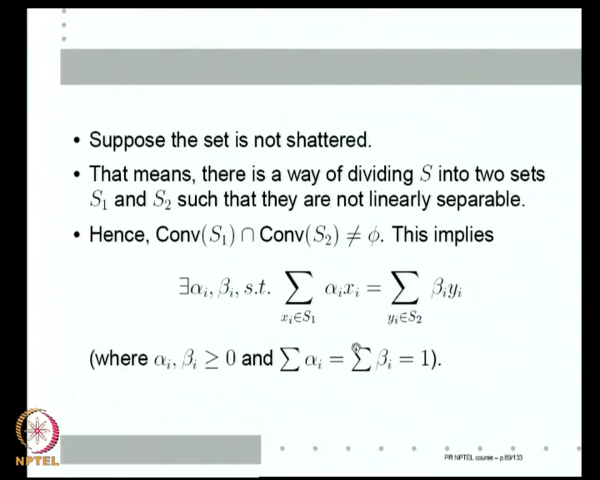 • Suppose the set is not shattered.
• That means, there is a way of dividing S into two sets
S₁ and S₂ such that they are not linearly separable.
• Hence, Conv(S₁) ∩ Conv(S₂) ≠ ϕ. This implies
∃αᵢ, βᵢ, s.t. ∑_{xᵢ∈S₁} αᵢxᵢ = ∑_{yᵢ∈S₂} βᵢyᵢ
(where αᵢ, βᵢ ≥ 0 and ∑ αᵢ = ∑ βᵢ = 1).
NPTEL
PR NPTEL course – p.89/133